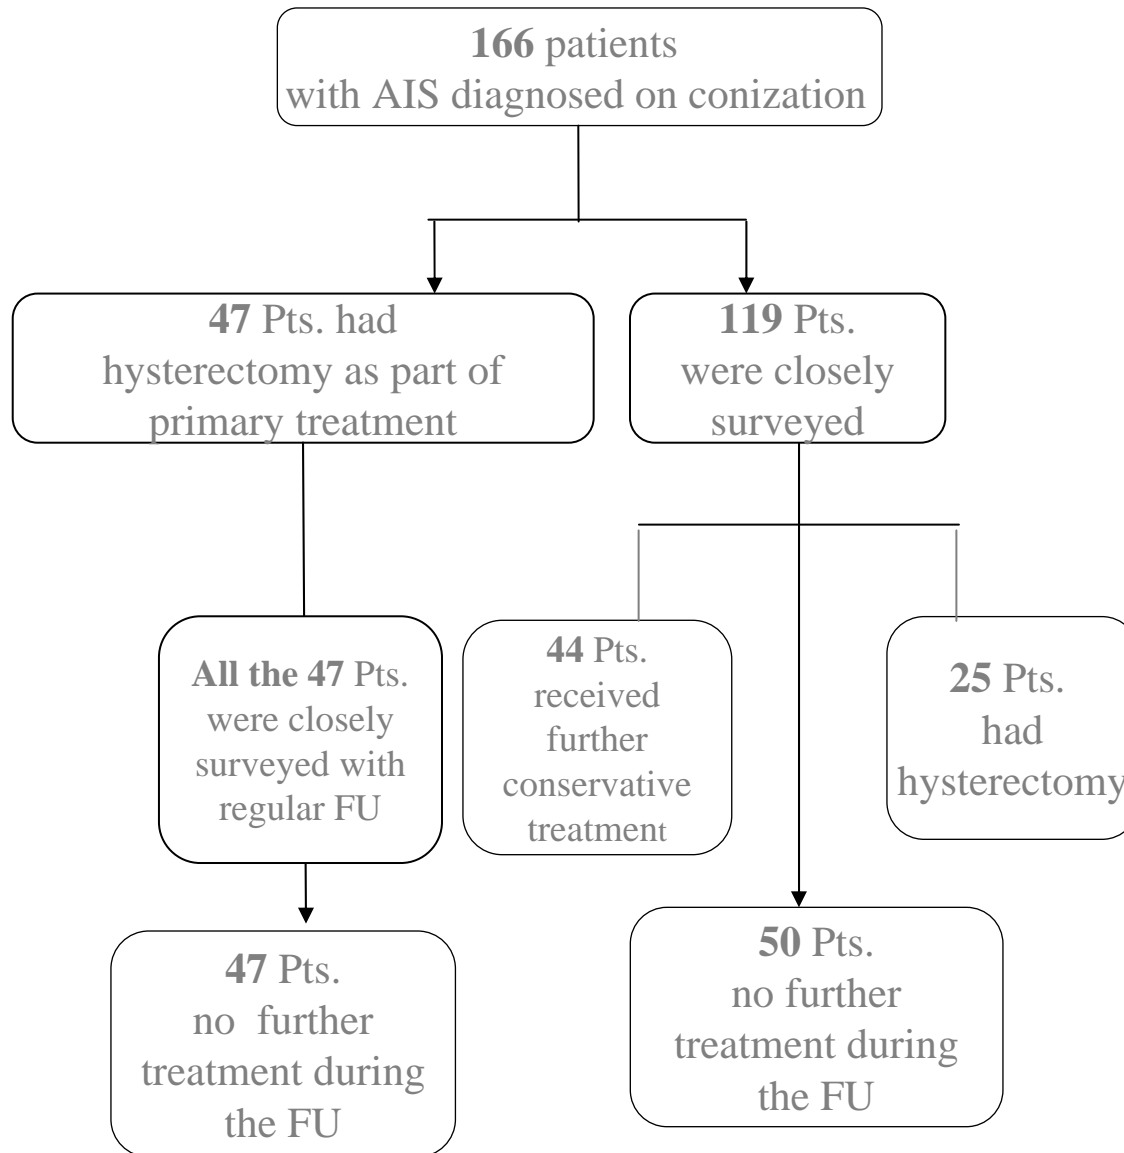 166 patients
with AIS diagnosed on conization
47 Pts. had
hysterectomy as part of
primary treatment
119 Pts.
were closely
surveyed
All the 47 Pts.
were closely
surveyed with
regular FU
44 Pts.
received
further
conservative
treatment
25 Pts.
had
hysterectomy
47 Pts.
no further
treatment during
the FU
50 Pts.
no further
treatment during
the FU